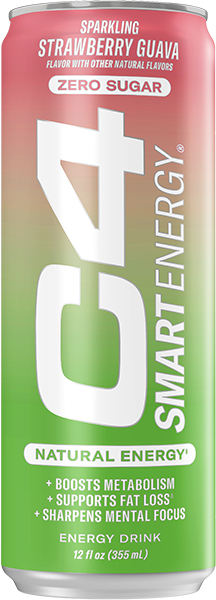 SPARKLING
STRAWBERRY GUAVA
FLAVOR WITH OTHER NATURAL FLAVORS
ZERO SUGAR
C4
SMART ENERGY®
NATURAL ENERGY¹
+ BOOSTS METABOLISM
+ SUPPORTS FAT LOSS◊
+ SHARPENS MENTAL FOCUS
ENERGY DRINK
12 fl oz (355 mL)